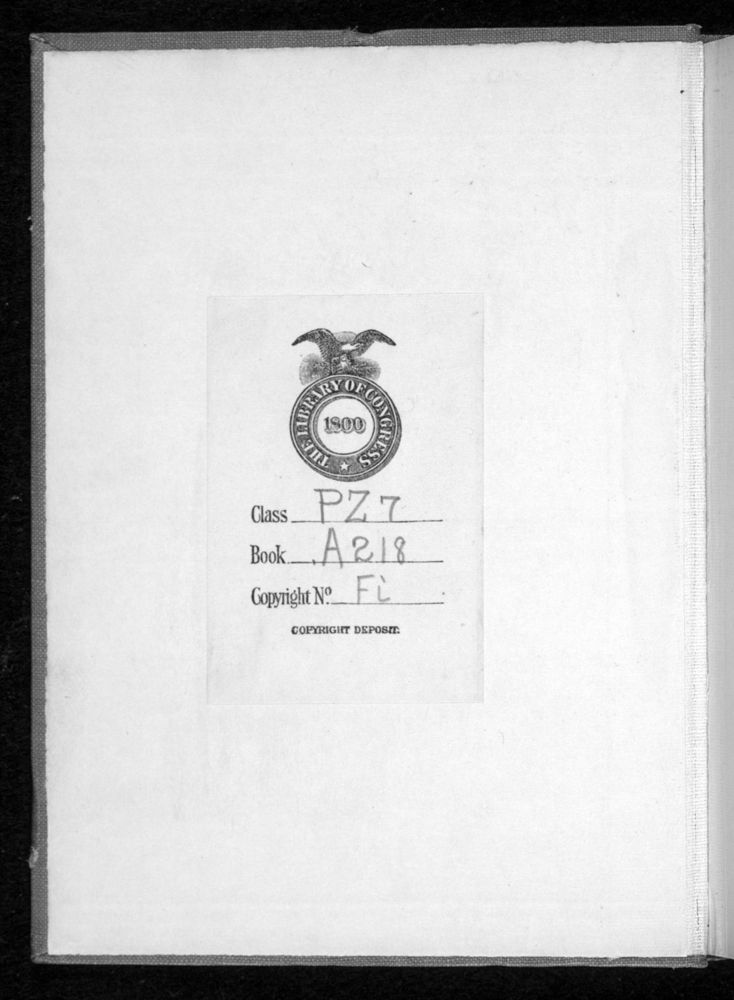 THE LIBRARY OF CONGRESS
1800
Class PZ7
Book .A218
Copyright No. Fi
COPYRIGHT DEPOSIT.